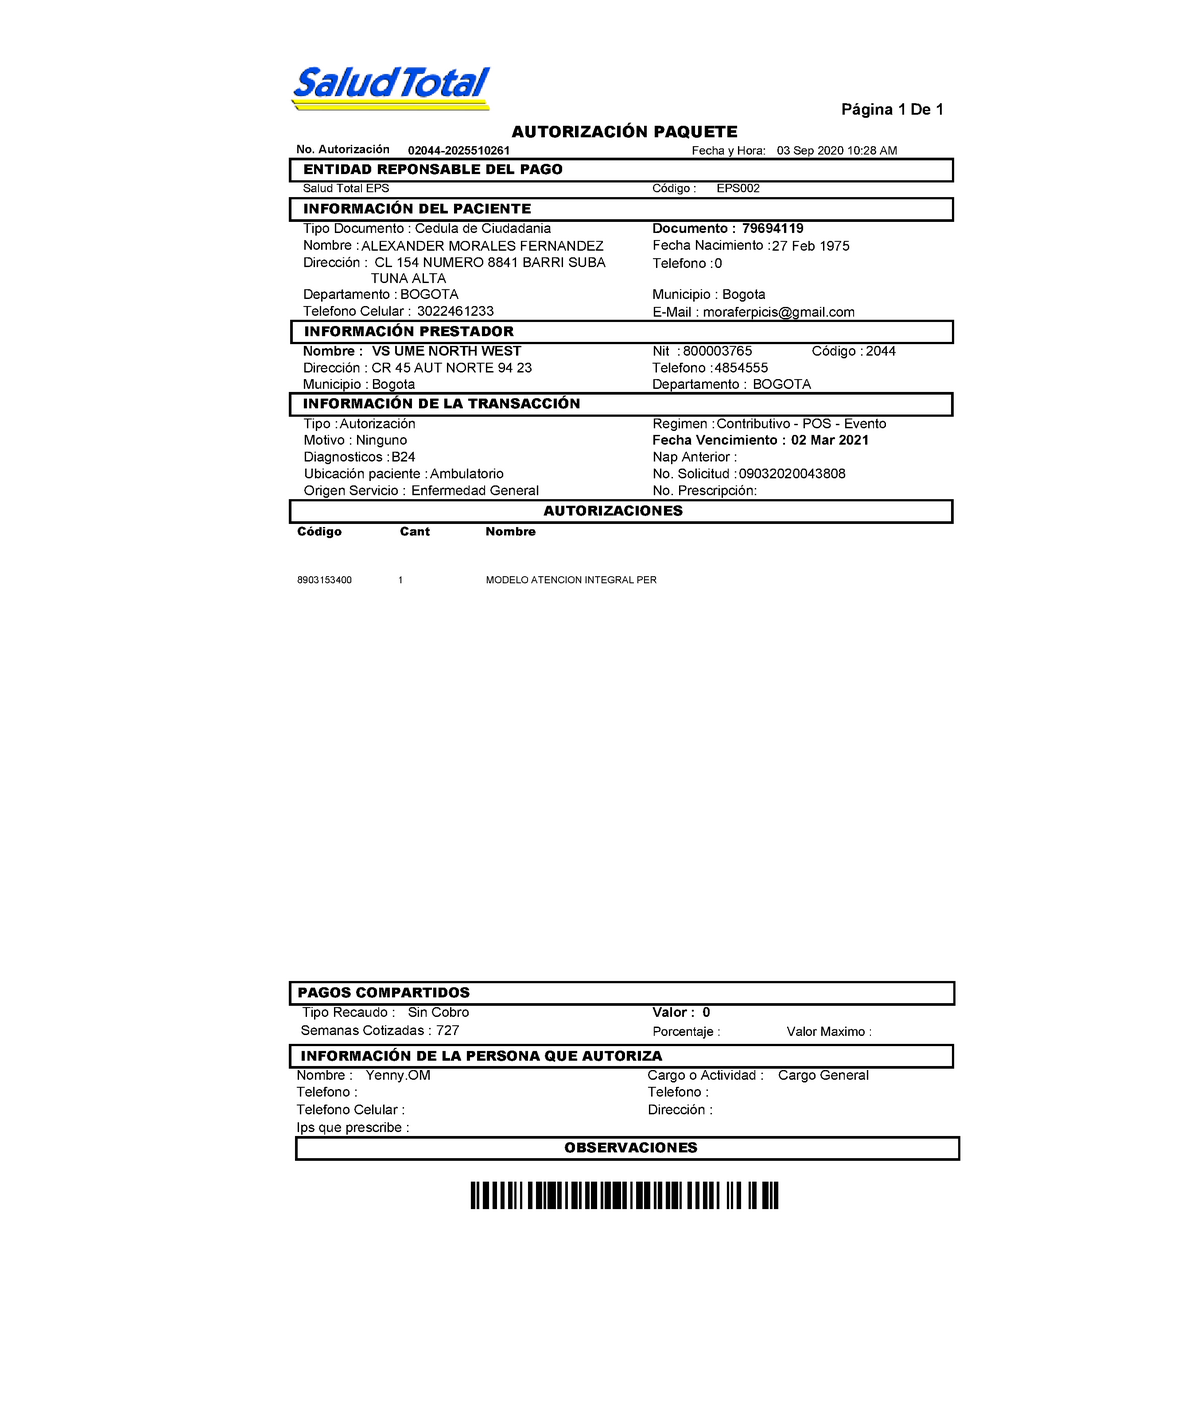 Salud Total
Página 1 De 1
AUTORIZACIÓN PAQUETE
No. Autorización 02044-2025510261 Fecha y Hora: 03 Sep 2020 10:28 AM
ENTIDAD REPONSABLE DEL PAGO
Salud Total EPS Código : EPS002
INFORMACIÓN DEL PACIENTE
Tipo Documento : Cedula de Ciudadania Documento : 79694119
Nombre : ALEXANDER MORALES FERNANDEZ Fecha Nacimiento : 27 Feb 1975
Dirección : CL 154 NUMERO 8841 BARRI SUBA Telefono : 0
TUNA ALTA
Departamento : BOGOTA Municipio : Bogota
Telefono Celular : 3022461233 E-Mail : moraferpicis@gmail.com
INFORMACIÓN PRESTADOR
Nombre : VS UME NORTH WEST Nit : 800003765 Código : 2044
Dirección : CR 45 AUT NORTE 94 23 Telefono : 4854555
Municipio : Bogota Departamento : BOGOTA
INFORMACIÓN DE LA TRANSACCIÓN
Tipo : Autorización Regimen : Contributivo - POS - Evento
Motivo : Ninguno Fecha Vencimiento : 02 Mar 2021
Diagnosticos : B24 Nap Anterior :
Ubicación paciente : Ambulatorio No. Solicitud : 09032020043808
Origen Servicio : Enfermedad General No. Prescripción:
AUTORIZACIONES
Código Cant Nombre
8903153400 1 MODELO ATENCION INTEGRAL PER
PAGOS COMPARTIDOS
Tipo Recaudo : Sin Cobro Valor : 0
Semanas Cotizadas : 727 Porcentaje : Valor Maximo :
INFORMACIÓN DE LA PERSONA QUE AUTORIZA
Nombre : Yenny.OM Cargo o Actividad : Cargo General
Telefono : Telefono :
Telefono Celular : Dirección :
Ips que prescribe :
OBSERVACIONES